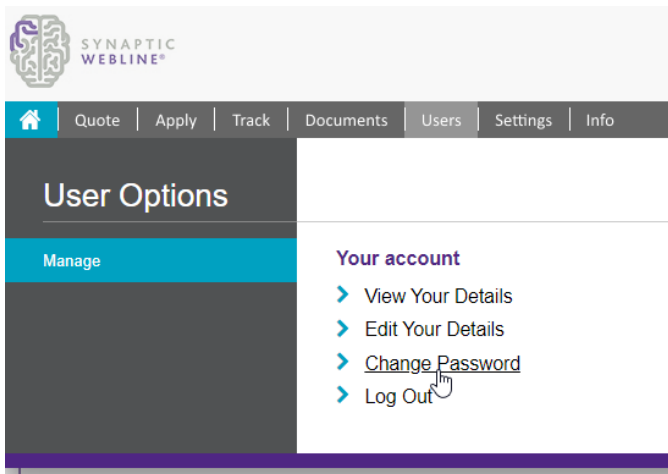 SYNAPTIC
WEBLINE®
Quote Apply Track Documents Users Settings Info
User Options
Manage
Your account
View Your Details
Edit Your Details
Change Password
Log Out